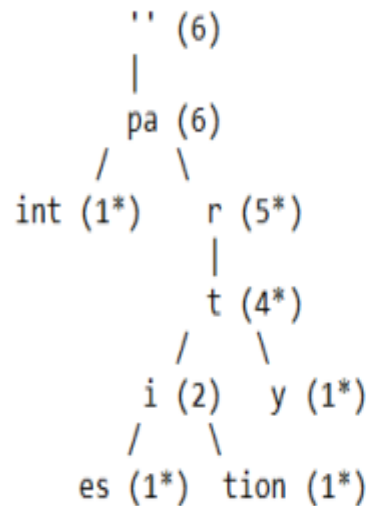 '' (6)
|
pa (6)
/ \
int (1*) r (5*)
|
t (4*)
/ \
i (2) y (1*)
/ \
es (1*) tion (1*)